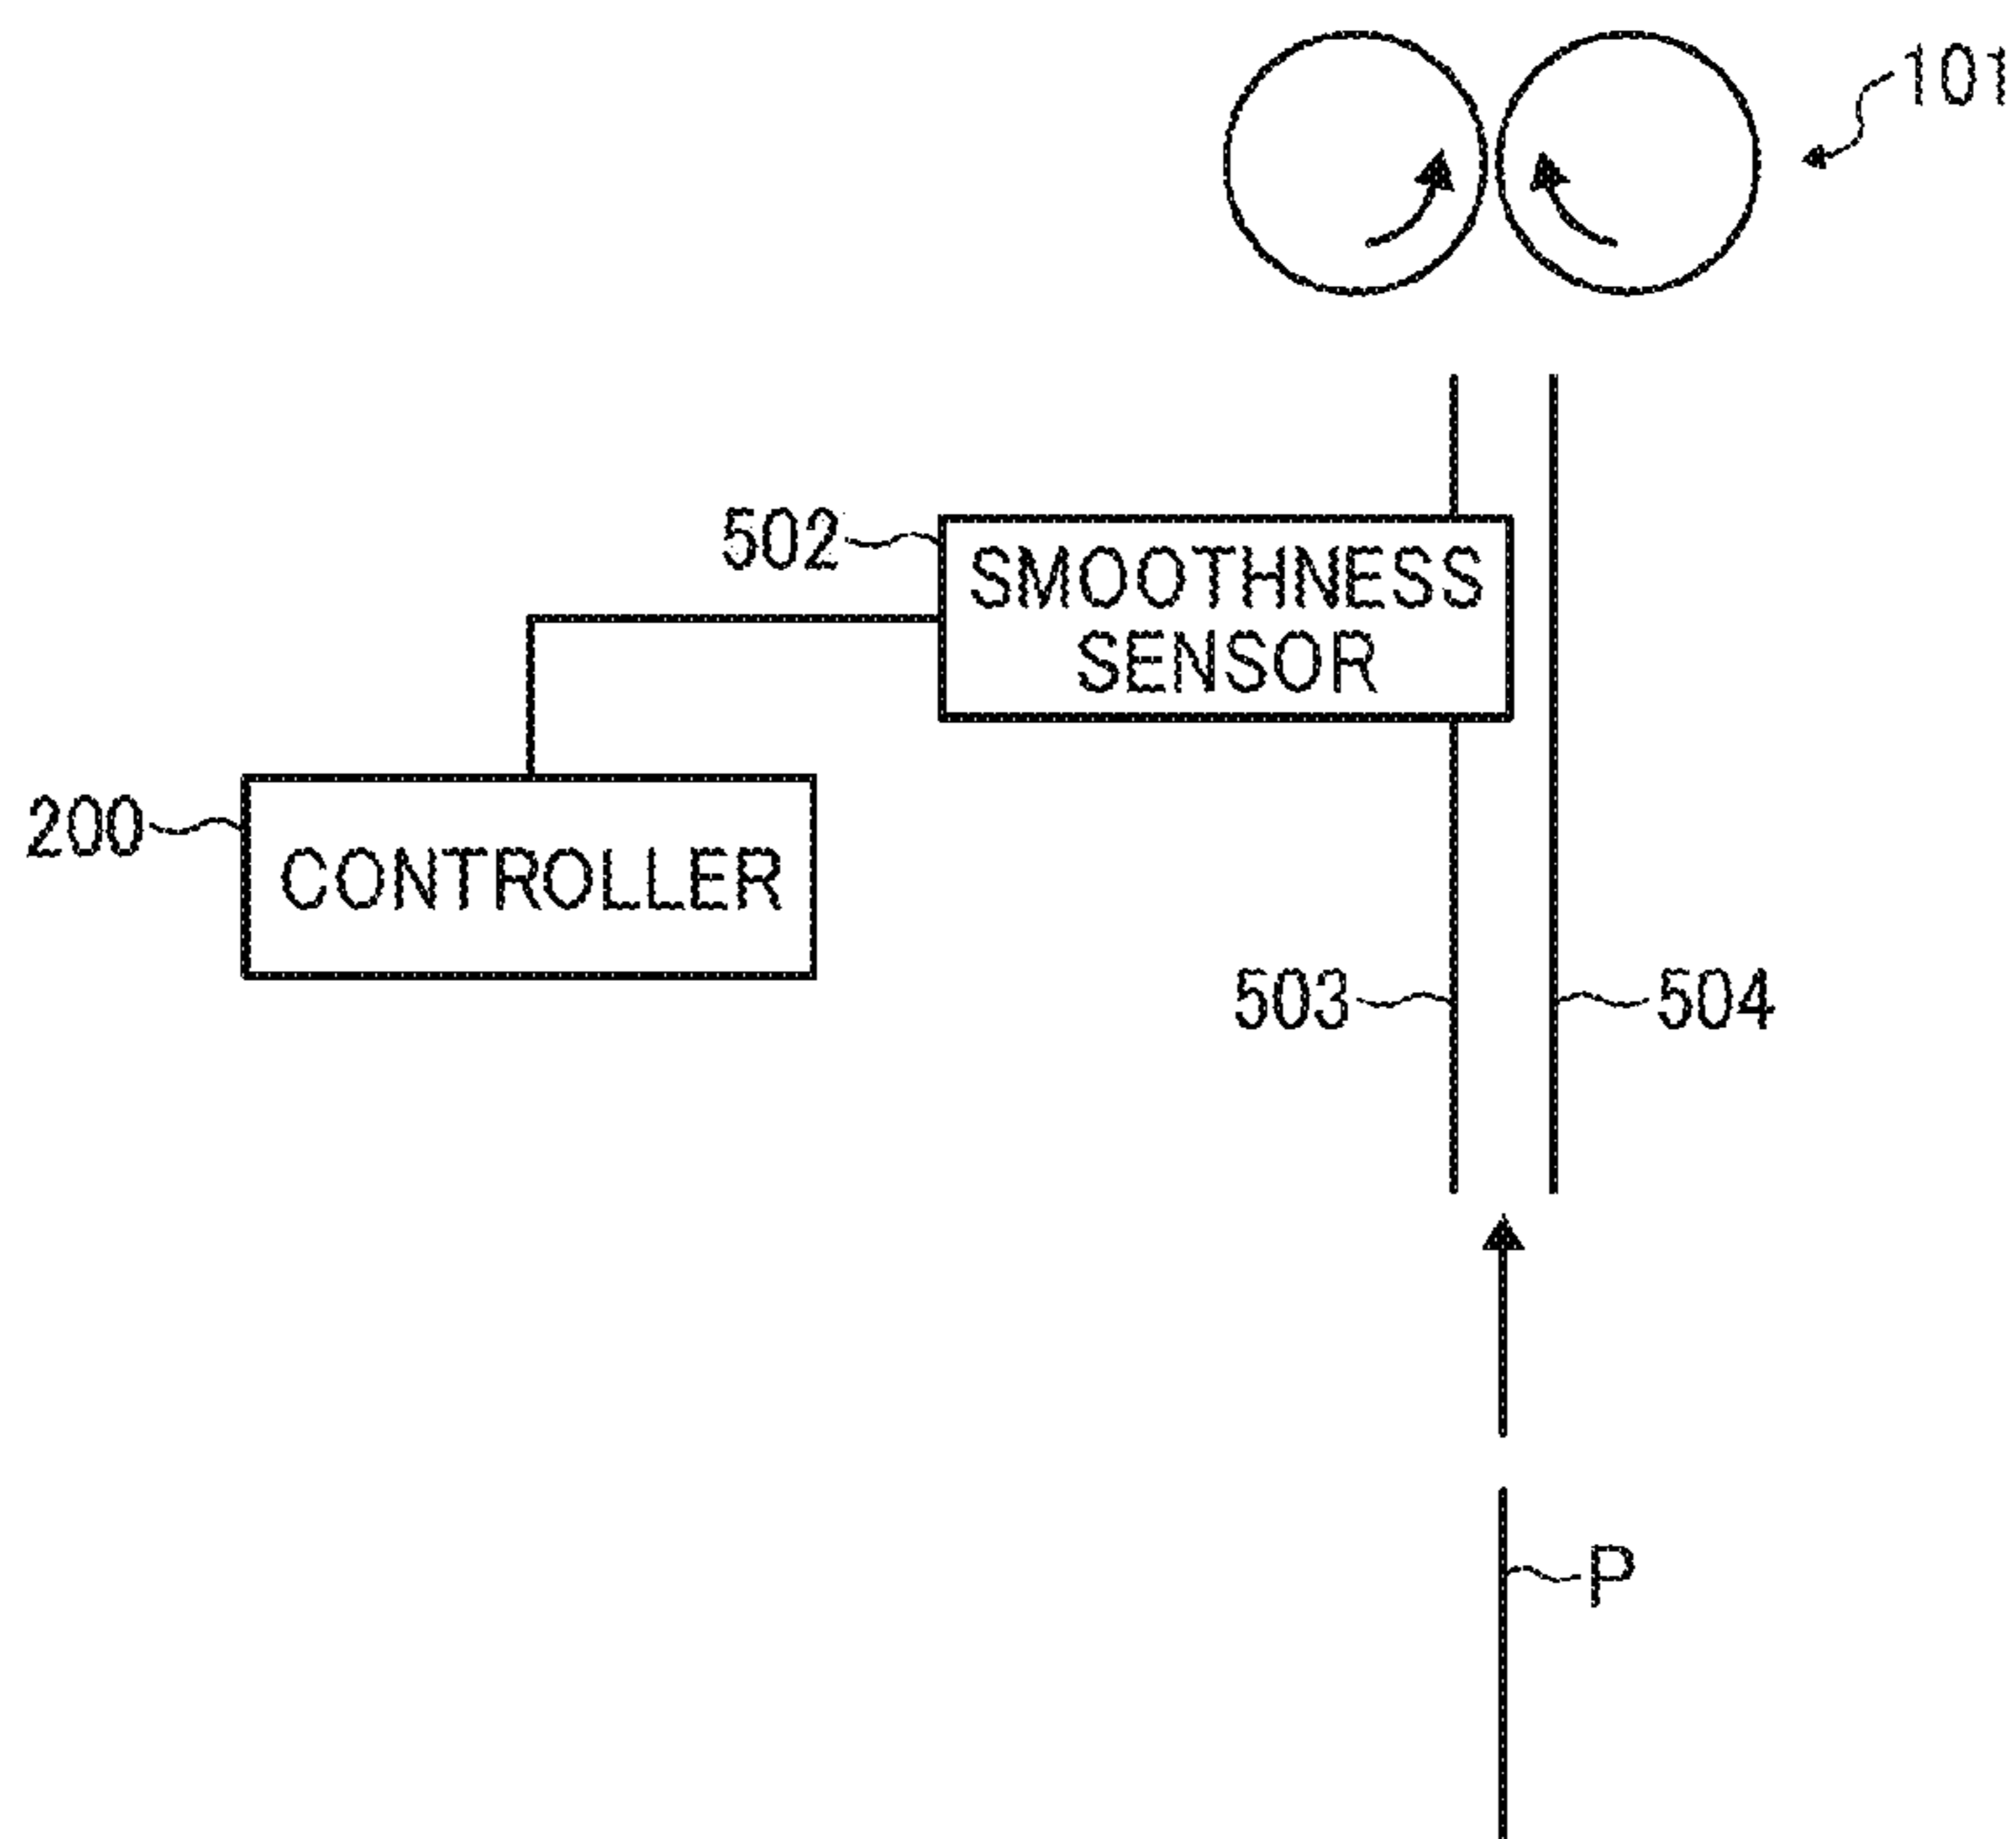 101
502
SMOOTHNESS
SENSOR
200
CONTROLLER
503
504
P